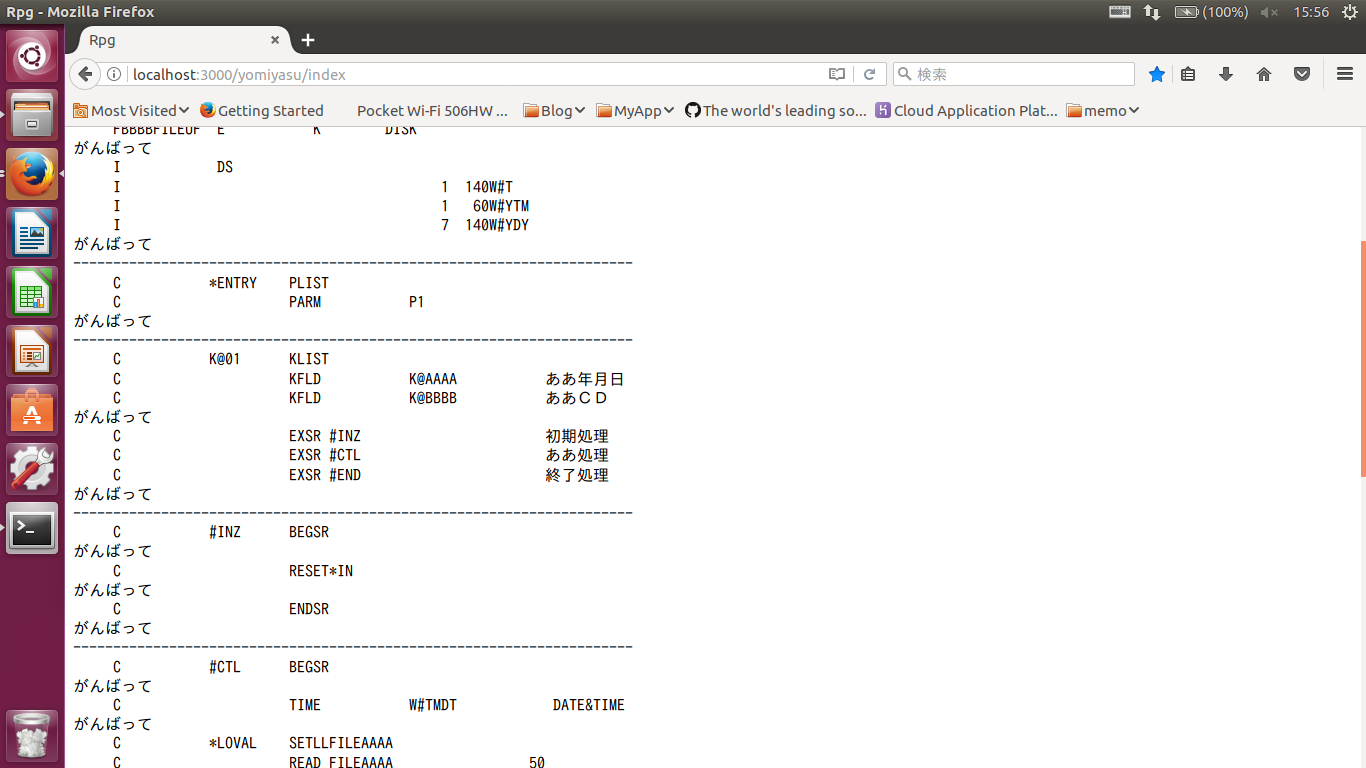 Rpg - Mozilla Firefox (100%) 15:56
Rpg
localhost:3000/yomiyasu/index 検索
Most Visited Getting Started Pocket Wi-Fi 506HW ... Blog MyApp The world's leading so... Cloud Application Plat... memo
FBBBBFILEUF E K DISK
がんばって
I DS
I 1 140W#T
I 1 60W#YTM
I 7 140W#YDY
がんばって
----------------------------------------------------------------------
C *ENTRY PLIST
C PARM P1
がんばって
----------------------------------------------------------------------
C K@01 KLIST
C KFLD K@AAAA ああ年月日
C KFLD K@BBBB ああＣＤ
がんばって
C EXSR #INZ 初期処理
C EXSR #CTL ああ処理
C EXSR #END 終了処理
がんばって
----------------------------------------------------------------------
C #INZ BEGSR
がんばって
C RESET*IN
がんばって
C ENDSR
がんばって
----------------------------------------------------------------------
C #CTL BEGSR
がんばって
C TIME W#TMDT DATE&TIME
がんばって
C *LOVAL SETLLFILEAAAA
C READ FILEAAAA 50